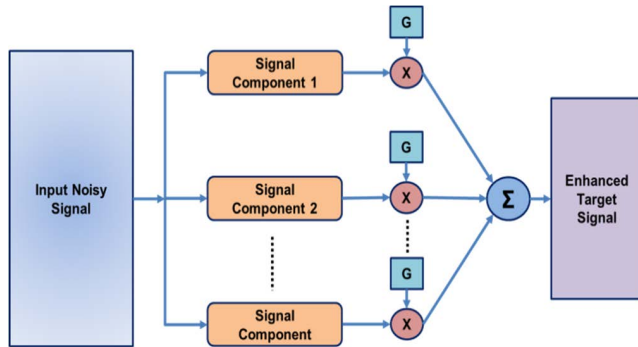 G
Signal
Component 1
X
Input Noisy
Signal
G
Signal
Component 2
X
Σ
Enhanced
Target
Signal
G
Signal
Component
X